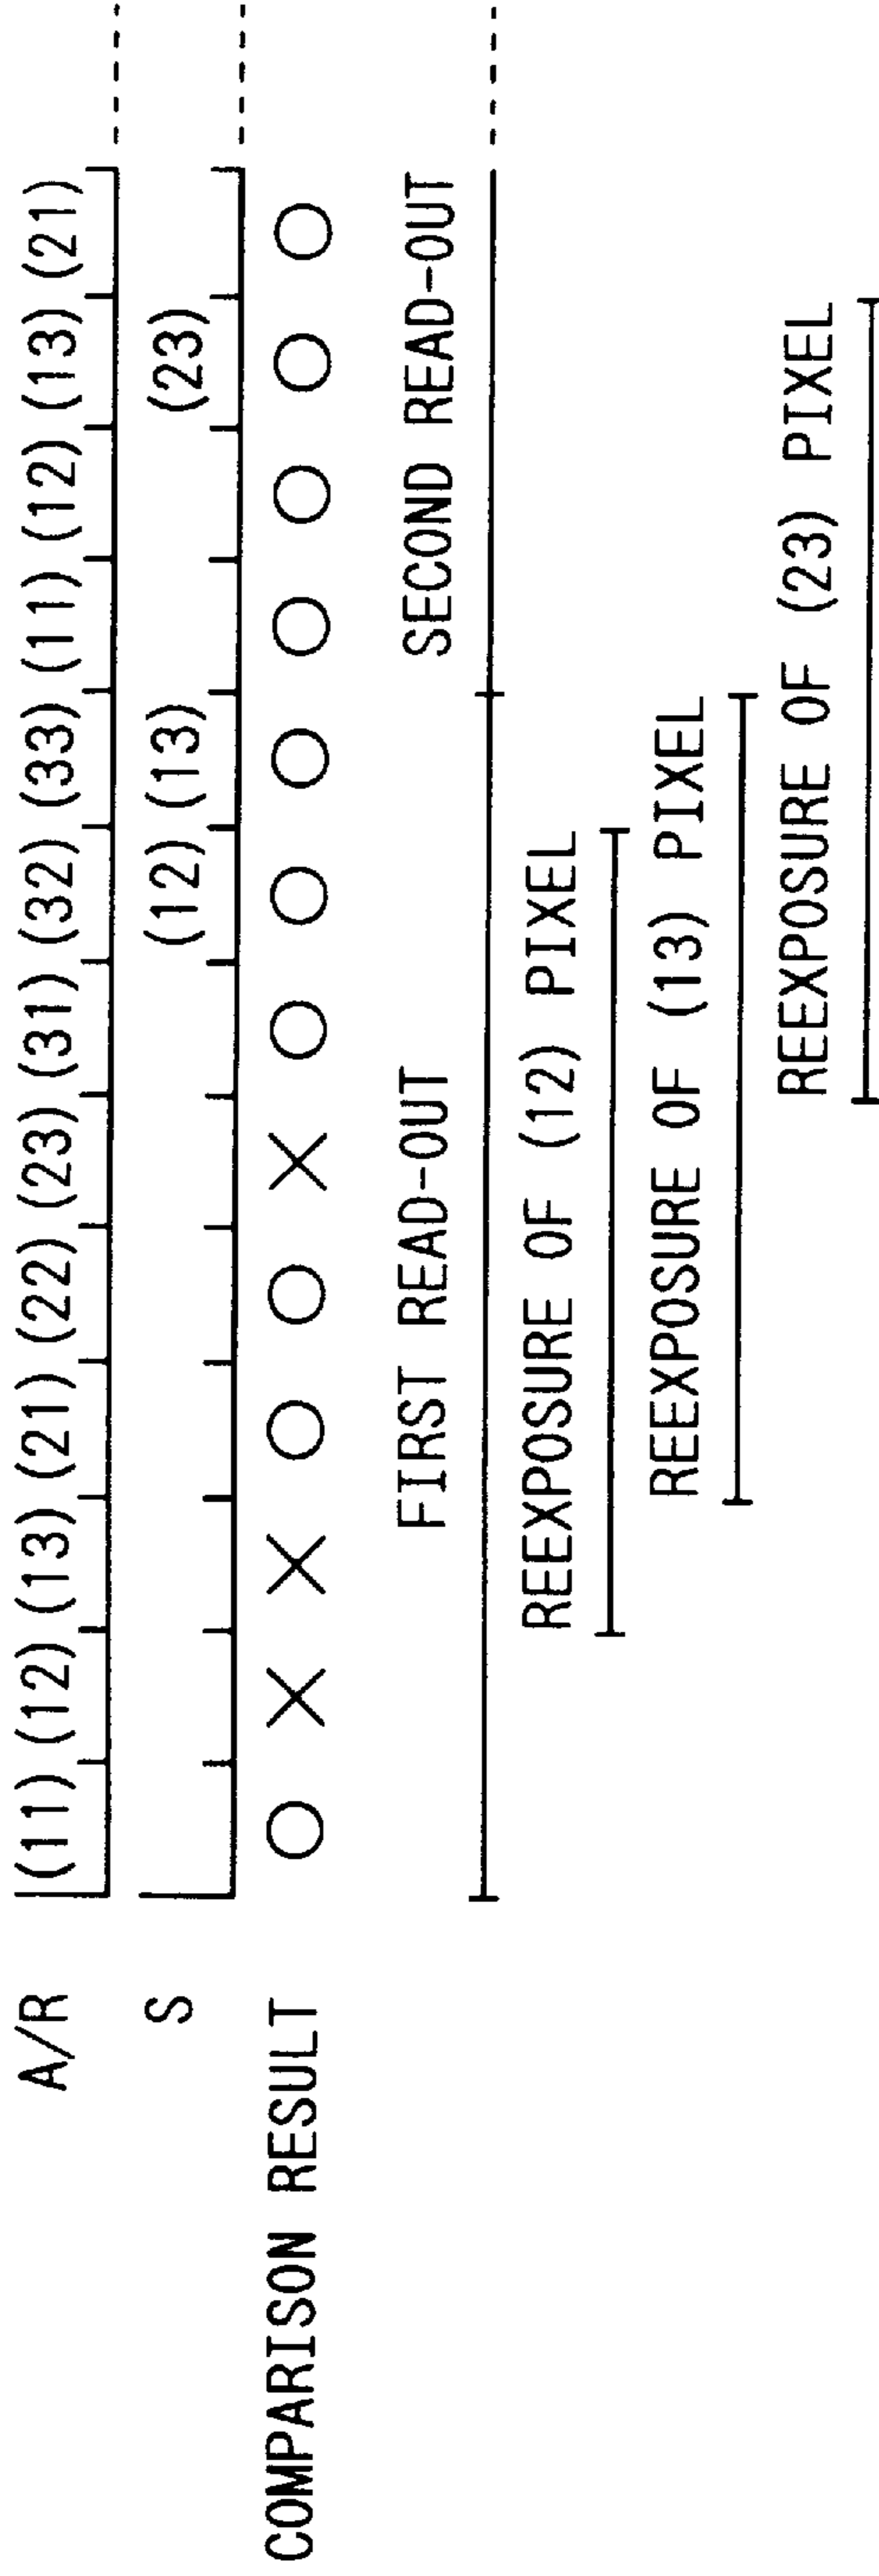 A/R (11) (12) (13) (21) (22) (23) (31) (32) (33) (11) (12) (13) (21)
S (12) (13) (23)
COMPARISON RESULT ○ × × ○ ○ × ○ ○ ○ ○ ○ ○ ○
FIRST READ-OUT SECOND READ-OUT
REEXPOSURE OF (12) PIXEL
REEXPOSURE OF (13) PIXEL
REEXPOSURE OF (23) PIXEL